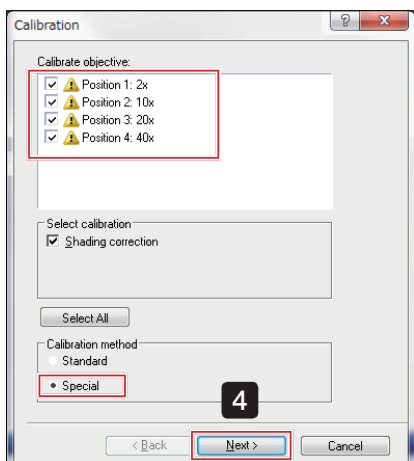 Calibration
Calibrate objective:
Position 1: 2x
Position 2: 10x
Position 3: 20x
Position 4: 40x
Select calibration
Shading correction
Select All
Calibration method
Standard
Special
4
< Back
Next >
Cancel